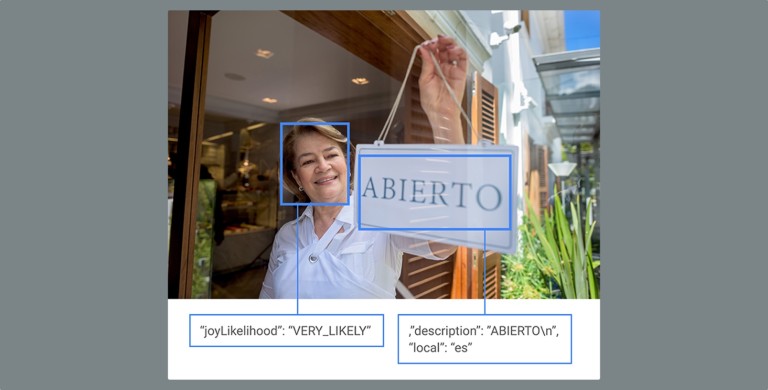 ABIERTO
“joyLikelihood”: “VERY_LIKELY”
,”description”: ”ABIERTO\n”,
“local”: “es”